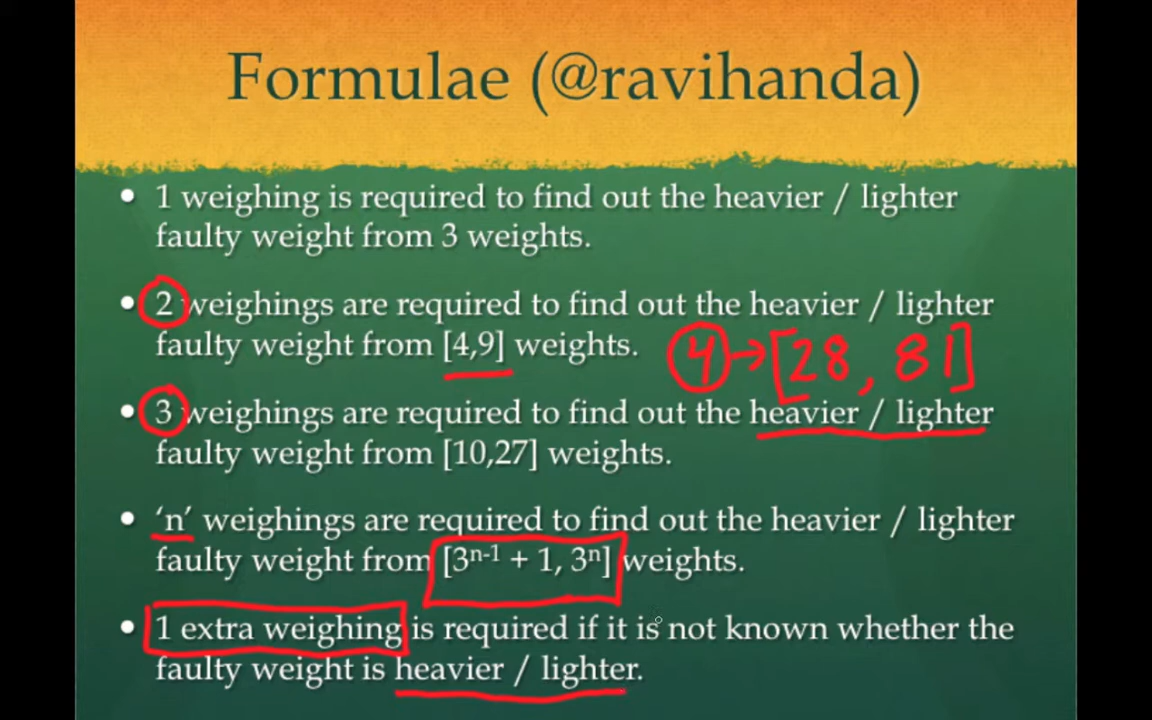 Formulae (@ravihanda)
• 1 weighing is required to find out the heavier / lighter
faulty weight from 3 weights.
• 2 weighings are required to find out the heavier / lighter
faulty weight from [4,9] weights. 4 → [28, 81]
• 3 weighings are required to find out the heavier / lighter
faulty weight from [10,27] weights.
• ‘n’ weighings are required to find out the heavier / lighter
faulty weight from [3ⁿ⁻¹ + 1, 3ⁿ] weights.
• 1 extra weighing is required if it is not known whether the
faulty weight is heavier / lighter.